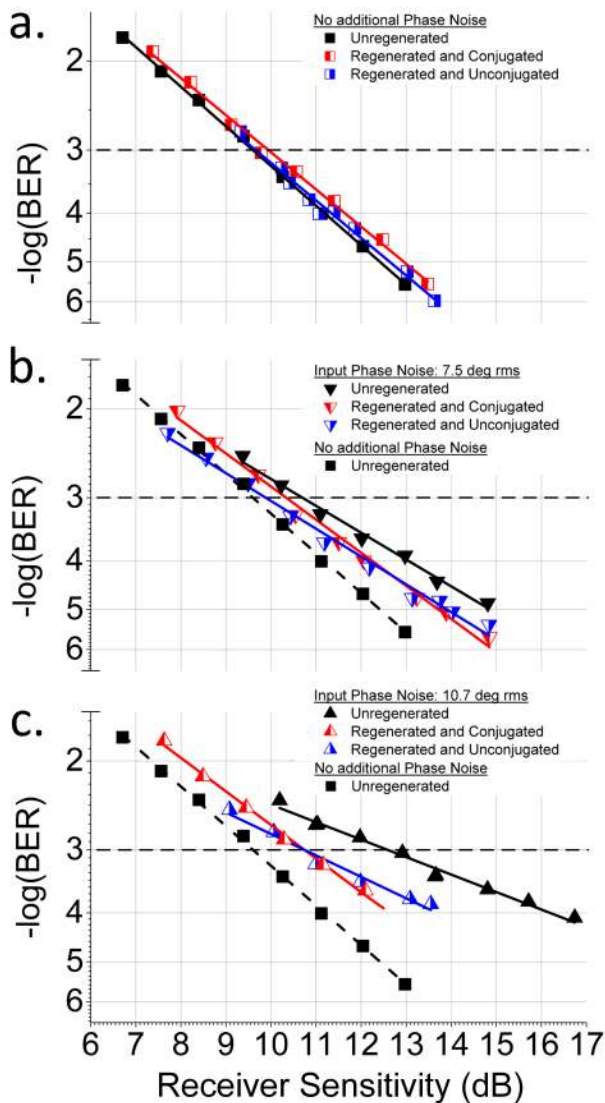 a.
No additional Phase Noise
Unregenerated
Regenerated and Conjugated
Regenerated and Unconjugated
2
3
4
5
6
-log(BER)
b.
Input Phase Noise: 7.5 deg rms
Unregenerated
Regenerated and Conjugated
Regenerated and Unconjugated
No additional Phase Noise
Unregenerated
2
3
4
5
6
-log(BER)
c.
Input Phase Noise: 10.7 deg rms
Unregenerated
Regenerated and Conjugated
Regenerated and Unconjugated
No additional Phase Noise
Unregenerated
2
3
4
5
6
-log(BER)
6 7 8 9 10 11 12 13 14 15 16 17
Receiver Sensitivity (dB)